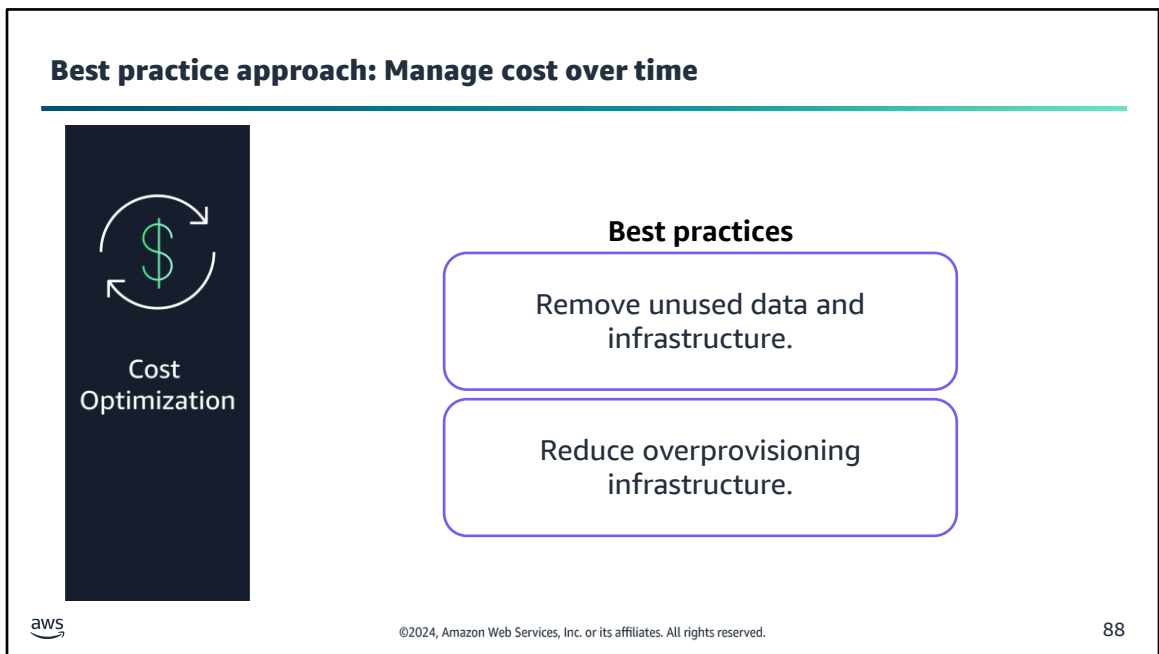 Best practice approach: Manage cost over time
$
Cost
Optimization
Best practices
Remove unused data and
infrastructure.
Reduce overprovisioning
infrastructure.
aws
©2024, Amazon Web Services, Inc. or its affiliates. All rights reserved.
88